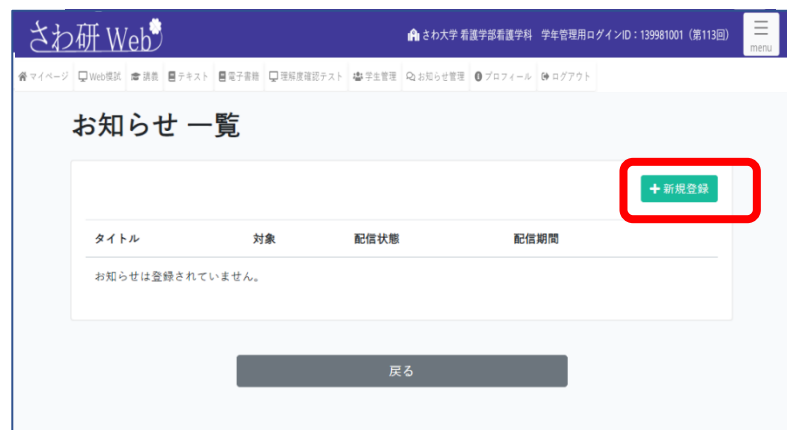 さわ研 Web
さわ大学 看護学部看護学科 学年管理用ログインID：139981001（第113回）
menu
マイページ Web模試 講義 テキスト 電子書籍 理解度確認テスト 学生管理 お知らせ管理 プロフィール ログアウト
お知らせ 一覧
新規登録
タイトル 対象 配信状態 配信期間
お知らせは登録されていません。
戻る